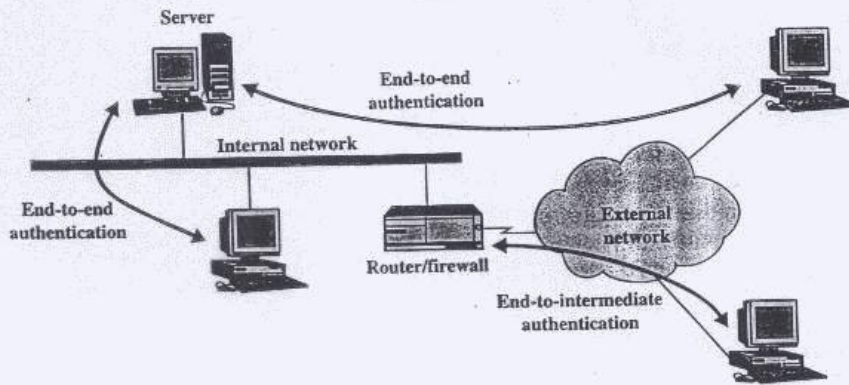 Server
End-to-end
authentication
Internal network
End-to-end
authentication
External
network
Router/firewall
End-to-intermediate
authentication